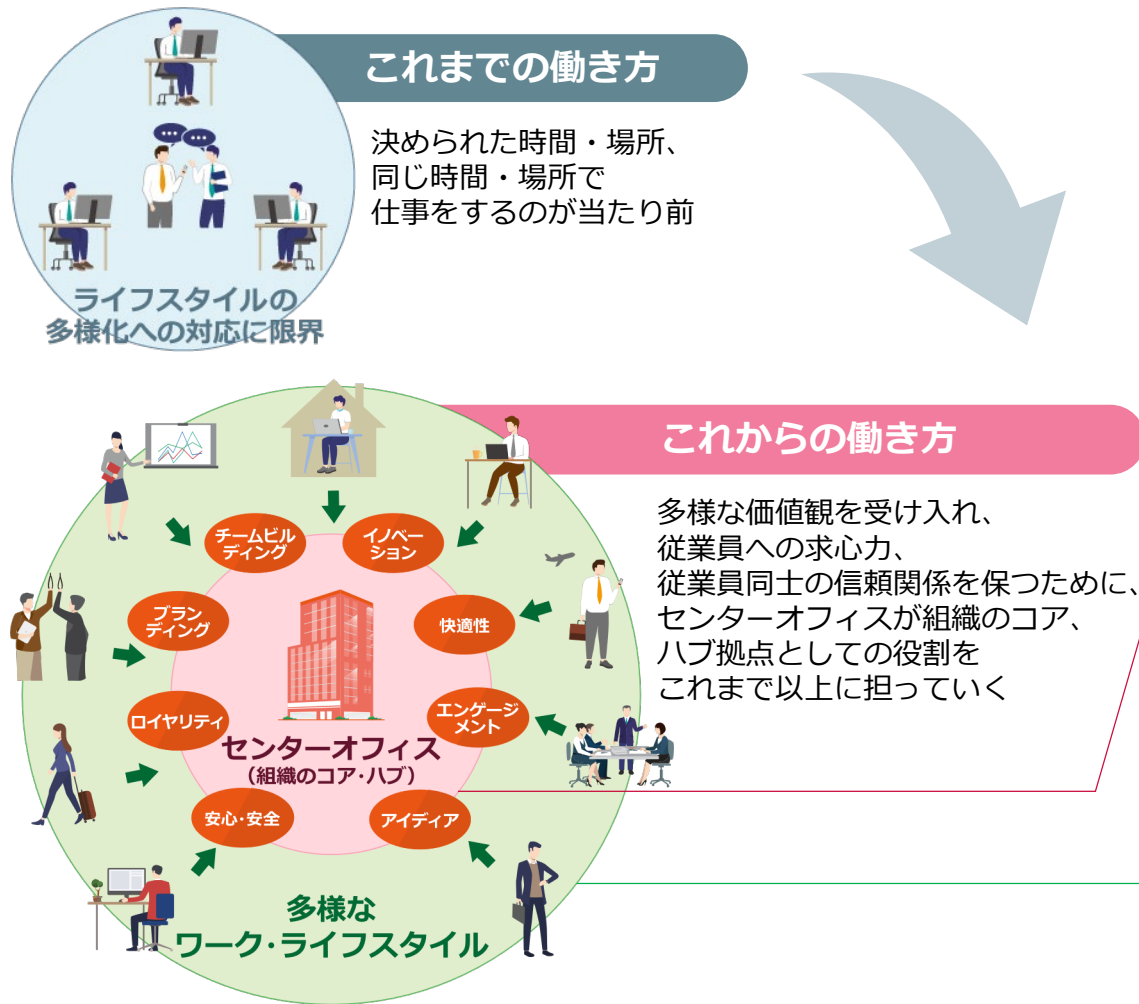 これまでの働き方
決められた時間・場所、
同じ時間・場所で
仕事をするのが当たり前
ライフスタイルの
多様化への対応に限界
これからの働き方
多様な価値観を受け入れ、
従業員への求心力、
従業員同士の信頼関係を保つために、
センターオフィスが組織のコア、
ハブ拠点としての役割を
これまで以上に担っていく
チームビル
ディング
イノベー
ション
ブラン
ディング
快適性
ロイヤリティ
エンゲージ
メント
センターオフィス
（組織のコア・ハブ）
安心・安全
アイディア
多様な
ワーク・ライフスタイル